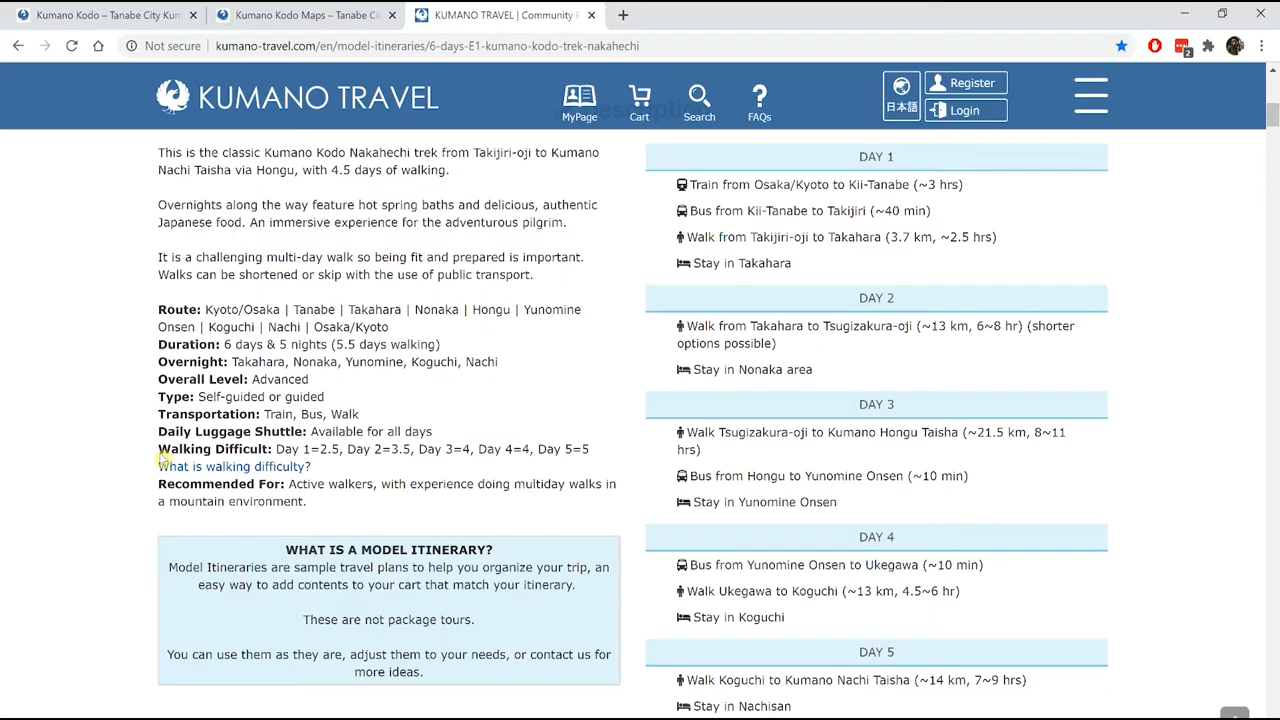 Kumano Kodo – Tanabe City Kum
Kumano Kodo Maps – Tanabe Ci
KUMANO TRAVEL | Community
Not secure
kumano-travel.com/en/model-itineraries/6-days-E1-kumano-kodo-trek-nakahechi
2
KUMANO TRAVEL
MyPage
Cart
Search
FAQs
日本語
Register
Login
This is the classic Kumano Kodo Nakahechi trek from Takijiri-oji to Kumano
Nachi Taisha via Hongu, with 4.5 days of walking.
Overnights along the way feature hot spring baths and delicious, authentic
Japanese food. An immersive experience for the adventurous pilgrim.
It is a challenging multi-day walk so being fit and prepared is important.
Walks can be shortened or skip with the use of public transport.
Route: Kyoto/Osaka | Tanabe | Takahara | Nonaka | Hongu | Yunomine
Onsen | Koguchi | Nachi | Osaka/Kyoto
Duration: 6 days & 5 nights (5.5 days walking)
Overnight: Takahara, Nonaka, Yunomine, Koguchi, Nachi
Overall Level: Advanced
Type: Self-guided or guided
Transportation: Train, Bus, Walk
Daily Luggage Shuttle: Available for all days
Walking Difficult: Day 1=2.5, Day 2=3.5, Day 3=4, Day 4=4, Day 5=5
What is walking difficulty?
Recommended For: Active walkers, with experience doing multiday walks in
a mountain environment.
WHAT IS A MODEL ITINERARY?
Model Itineraries are sample travel plans to help you organize your trip, an
easy way to add contents to your cart that match your itinerary.
These are not package tours.
You can use them as they are, adjust them to your needs, or contact us for
more ideas.
DAY 1
Train from Osaka/Kyoto to Kii-Tanabe (~3 hrs)
Bus from Kii-Tanabe to Takijiri (~40 min)
Walk from Takijiri-oji to Takahara (3.7 km, ~2.5 hrs)
Stay in Takahara
DAY 2
Walk from Takahara to Tsugizakura-oji (~13 km, 6~8 hr) (shorter
options possible)
Stay in Nonaka area
DAY 3
Walk Tsugizakura-oji to Kumano Hongu Taisha (~21.5 km, 8~11
hrs)
Bus from Hongu to Yunomine Onsen (~10 min)
Stay in Yunomine Onsen
DAY 4
Bus from Yunomine Onsen to Ukegawa (~10 min)
Walk Ukegawa to Koguchi (~13 km, 4.5~6 hr)
Stay in Koguchi
DAY 5
Walk Koguchi to Kumano Nachi Taisha (~14 km, 7~9 hrs)
Stay in Nachisan